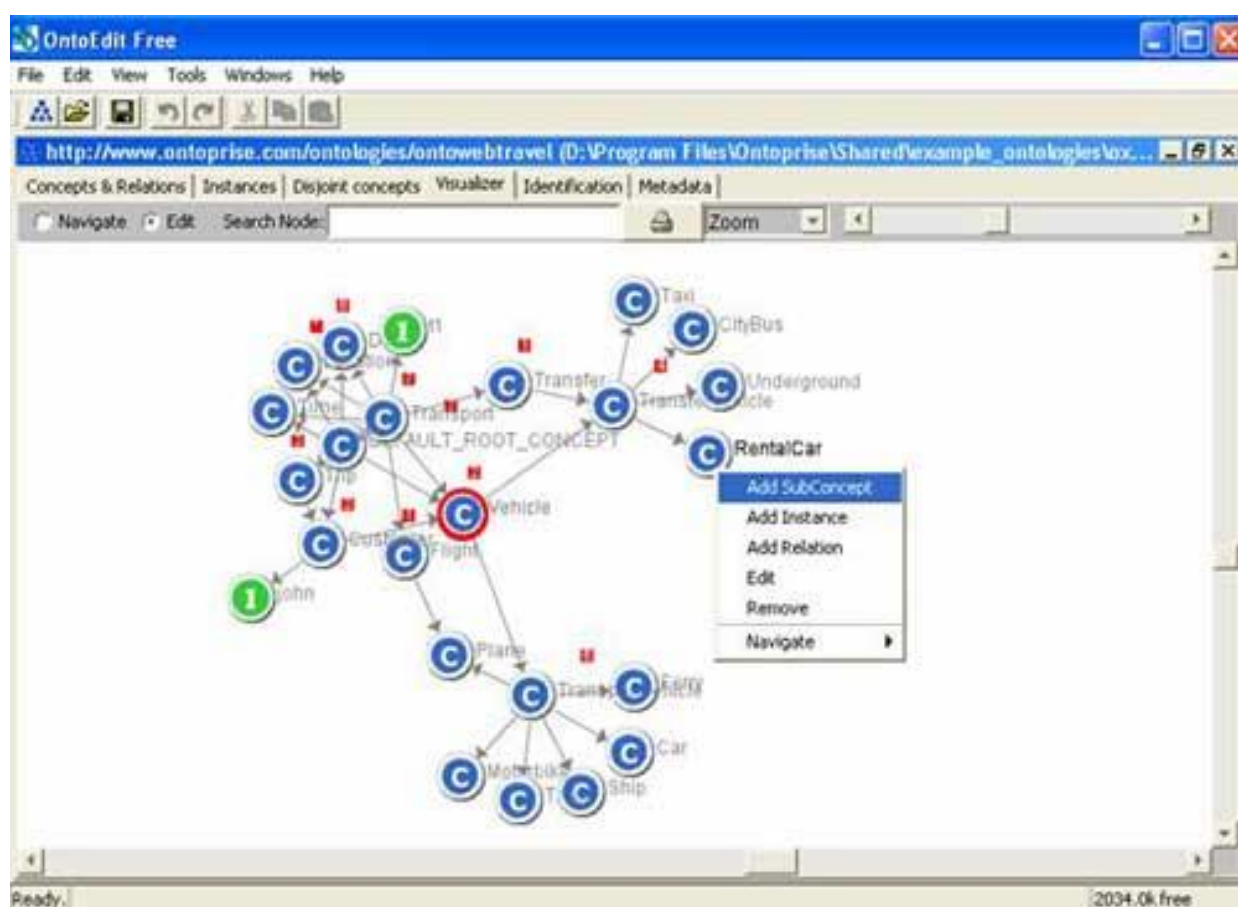 OntoEdit Free
File Edit View Tools Windows Help
http://www.ontoprise.com/ontologies/ontowebtravel (D:\Program Files\Ontoprise\Shared\example_ontologies\ox...
Concepts & Relations Instances Disjoint concepts Visualizer Identification Metadata
Navigate Edit Search Node: Zoom
Taxi
CityBus
Underground
Transfer
Transport
RentalCar
Vehicle
Flight
John
Plane
Ferry
Car
Motorbike
Ship
Add SubConcept
Add Instance
Add Relation
Edit
Remove
Navigate
Ready.
2034.0k free